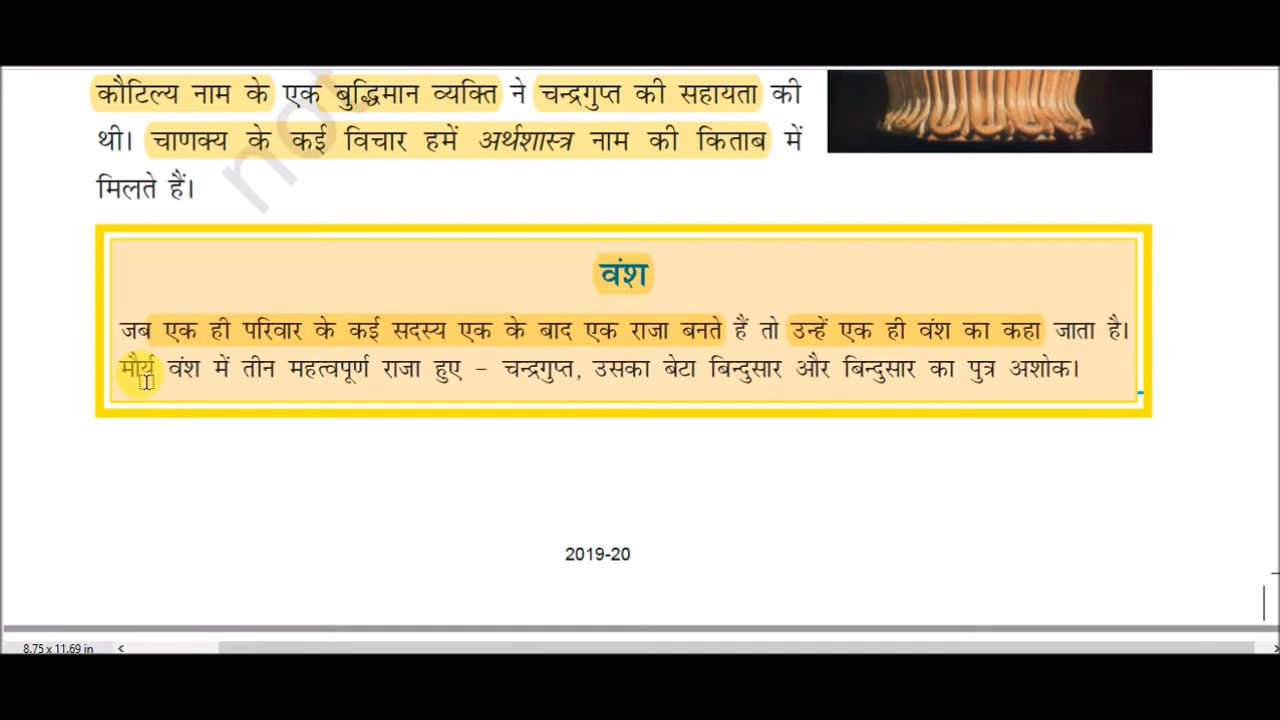 कौटिल्य नाम के एक बुद्धिमान व्यक्ति ने चन्द्रगुप्त की सहायता की
थी। चाणक्य के कई विचार हमें अर्थशास्त्र नाम की किताब में
मिलते हैं।
not
वंश
जब एक ही परिवार के कई सदस्य एक के बाद एक राजा बनते हैं तो उन्हें एक ही वंश का कहा जाता है।
मौर्य वंश में तीन महत्वपूर्ण राजा हुए – चन्द्रगुप्त, उसका बेटा बिन्दुसार और बिन्दुसार का पुत्र अशोक।
2019-20
8.75 x 11.69 in